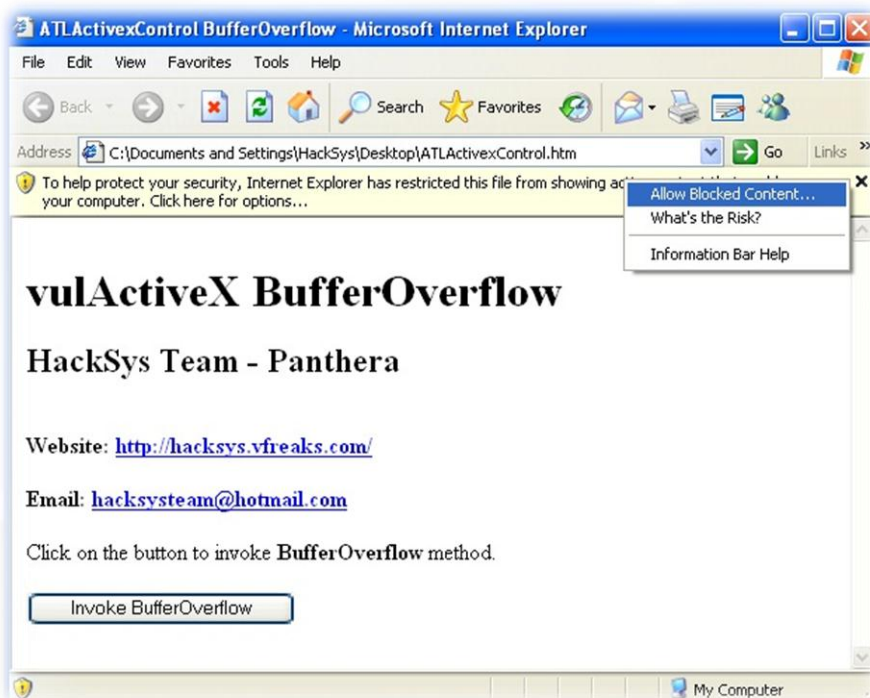 ATLActivexControl BufferOverflow - Microsoft Internet Explorer
File Edit View Favorites Tools Help
Back Search Favorites
Address C:\Documents and Settings\HackSys\Desktop\ATLActivexControl.htm Go Links »
To help protect your security, Internet Explorer has restricted this file from showing
your computer. Click here for options...
Allow Blocked Content...
What's the Risk?
Information Bar Help
vulActiveX BufferOverflow
HackSys Team - Panthera
Website: http://hacksys.vfreaks.com/
Email: hacksysteam@hotmail.com
Click on the button to invoke BufferOverflow method.
Invoke BufferOverflow
My Computer